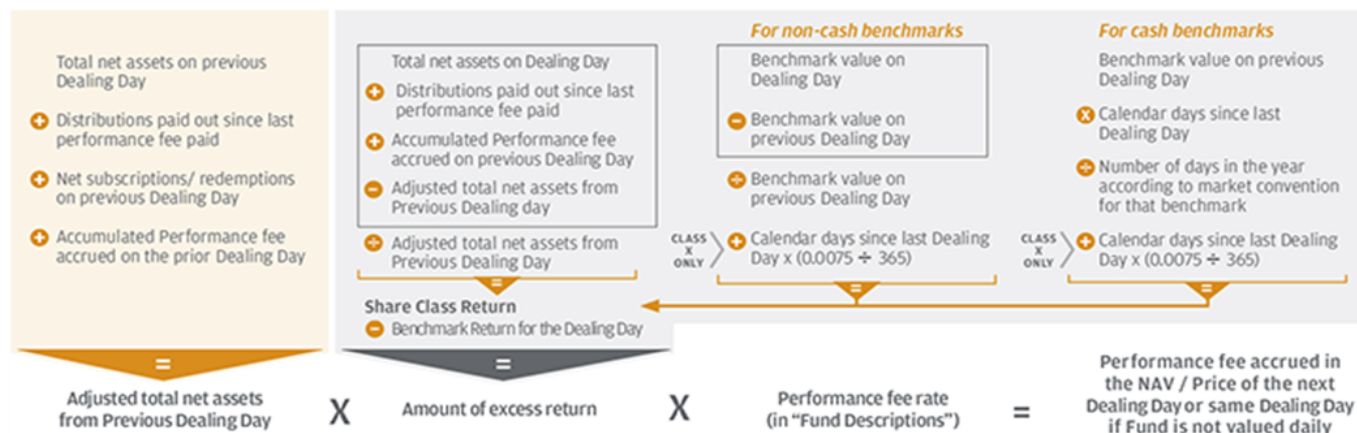 Total net assets on previous
Dealing Day
+ Distributions paid out since last
performance fee paid
+ Net subscriptions/ redemptions
on previous Dealing Day
+ Accumulated Performance fee
accrued on the prior Dealing Day
=
Adjusted total net assets
from Previous Dealing Day
X
Total net assets on Dealing Day
+ Distributions paid out since last
performance fee paid
+ Accumulated Performance fee
accrued on previous Dealing Day
− Adjusted total net assets from
Previous Dealing day
÷ Adjusted total net assets from
Previous Dealing Day
=
Share Class Return
− Benchmark Return for the Dealing Day
=
Amount of excess return
X
For non-cash benchmarks
Benchmark value on
Dealing Day
− Benchmark value on
previous Dealing Day
÷ Benchmark value on
previous Dealing Day
CLASS
X
ONLY
+ Calendar days since last Dealing
Day x (0.0075 ÷ 365)
=
For cash benchmarks
Benchmark value on previous
Dealing Day
x Calendar days since last
Dealing Day
÷ Number of days in the year
according to market convention
for that benchmark
CLASS
X
ONLY
+ Calendar days since last Dealing
Day x (0.0075 ÷ 365)
=
Performance fee rate
(in “Fund Descriptions”)
=
Performance fee accrued in
the NAV / Price of the next
Dealing Day or same Dealing Day
if Fund is not valued daily